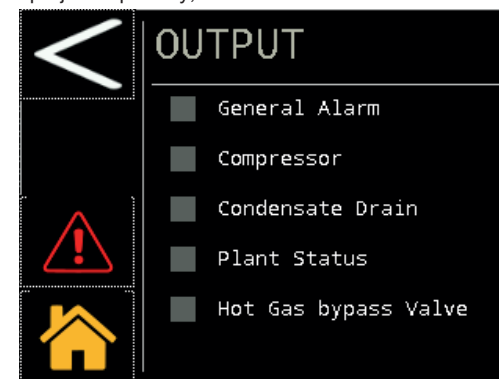 OUTPUT
General Alarm
Compressor
Condensate Drain
Plant Status
Hot Gas bypass Valve